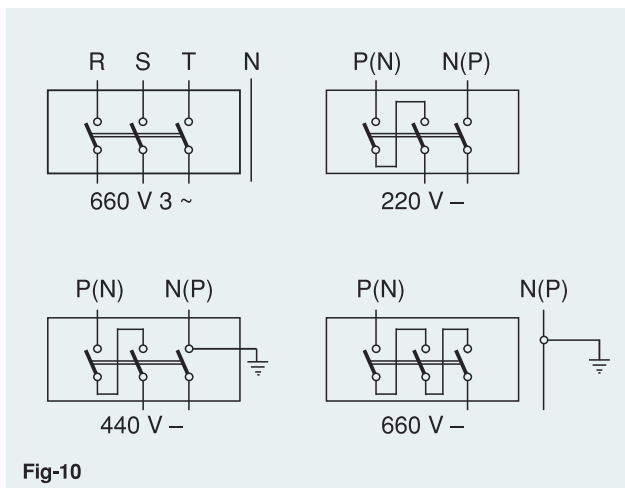 R S T N
660 V 3 ~
P(N) N(P)
220 V –
P(N) N(P)
440 V –
P(N) N(P)
660 V –
Fig-10